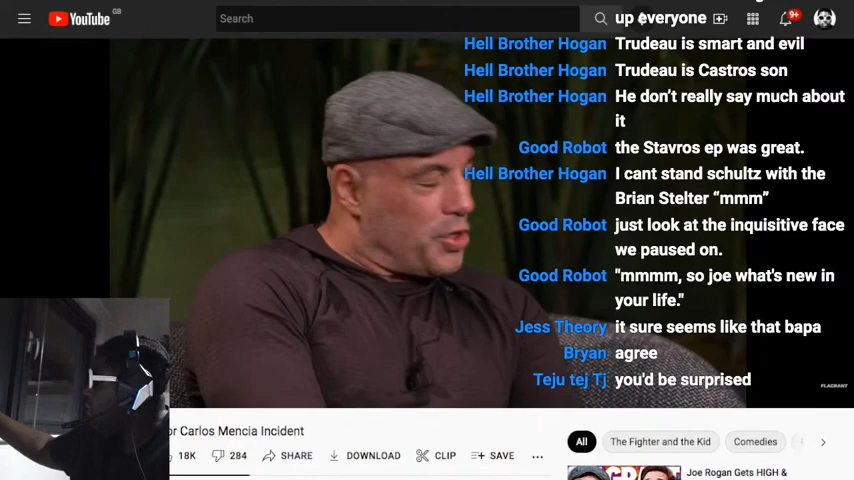 YouTube GB
Search
9+
up everyone
Hell Brother Hogan Trudeau is smart and evil
Hell Brother Hogan Trudeau is Castros son
Hell Brother Hogan He don’t really say much about
it
Good Robot the Stavros ep was great.
Hell Brother Hogan I cant stand schultz with the
Brian Stelter “mmm”
Good Robot just look at the inquisitive face
we paused on.
Good Robot "mmmm, so joe what's new in
your life."
Jess Theory it sure seems like that bapa
Bryan agree
Teju tej Tj you'd be surprised
FLAGRANT
or Carlos Mencia Incident
18K 284 SHARE DOWNLOAD CLIP SAVE
All The Fighter and the Kid Comedies
Joe Rogan Gets HIGH &